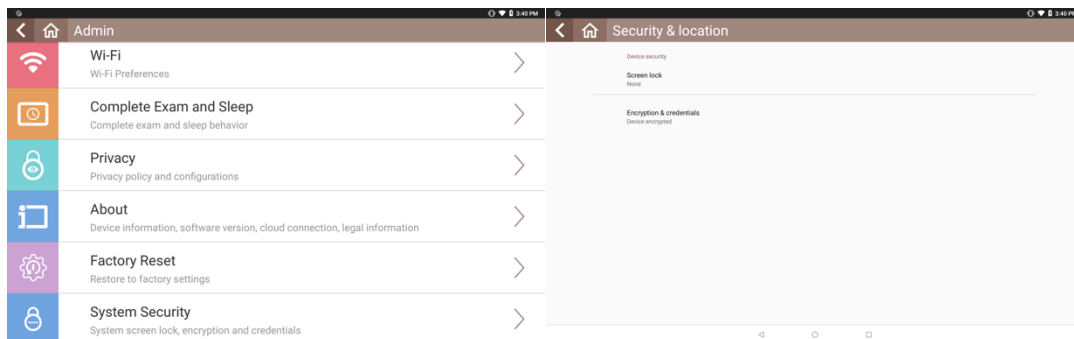 3:40 PM
Admin
Wi-Fi
Wi-Fi Preferences
Complete Exam and Sleep
Complete exam and sleep behavior
Privacy
Privacy policy and configurations
About
Device information, software version, cloud connection, legal information
Factory Reset
Restore to factory settings
System Security
System screen lock, encryption and credentials
3:40 PM
Security & location
Device security
Screen lock
None
Encryption & credentials
Device encrypted